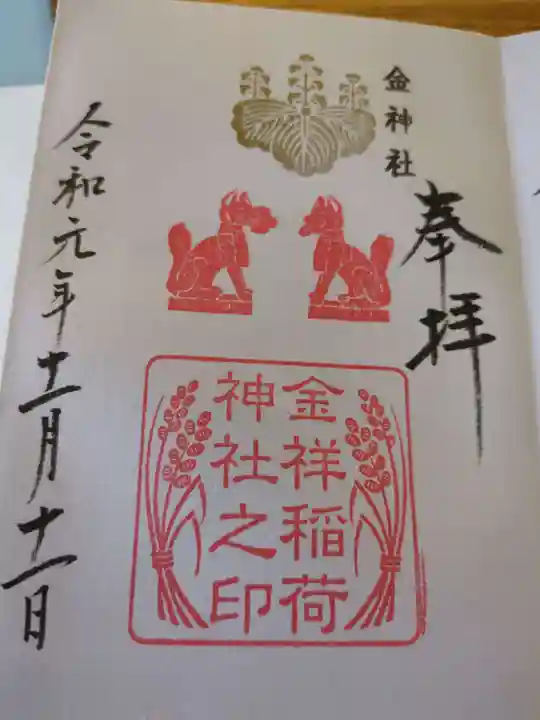 金神社
奉拝
金祥稲荷
神社之印
令和元年十一月十一日